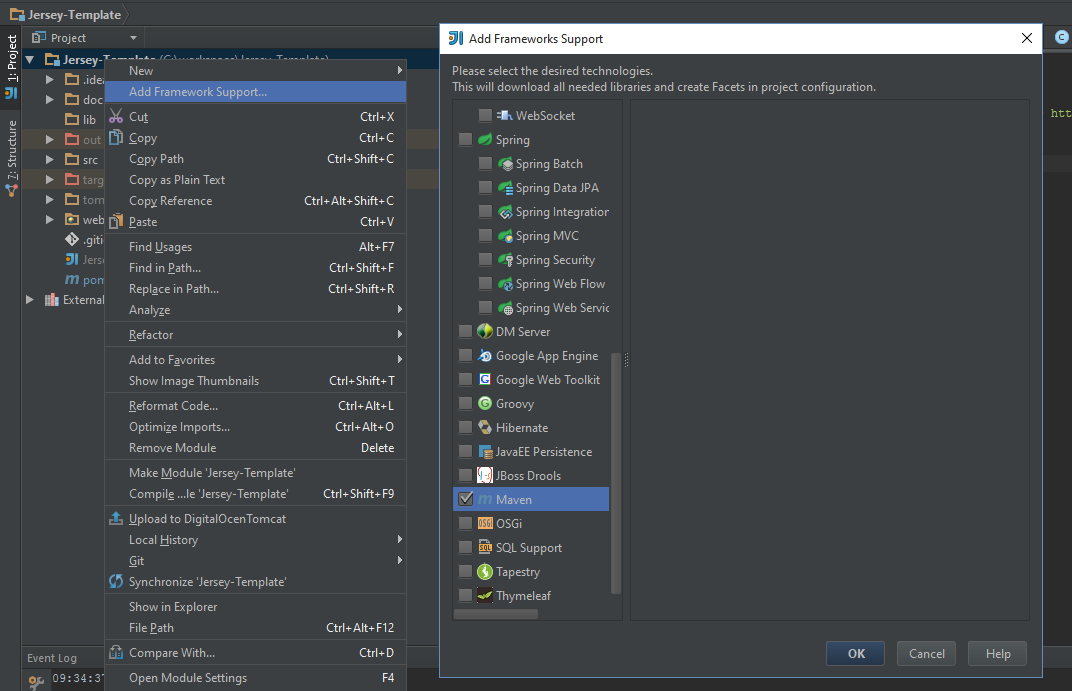 Jersey-Template
1: Project
7: Structure
Project
Jersey-Template (C:\workspace\Jersey-Template)
.idea
doc
lib
out
src
targ
tom
web
.giti
Jerse
pom
External
New
Add Framework Support...
Cut Ctrl+X
Copy Ctrl+C
Copy Path Ctrl+Shift+C
Copy as Plain Text
Copy Reference Ctrl+Alt+Shift+C
Paste Ctrl+V
Find Usages Alt+F7
Find in Path... Ctrl+Shift+F
Replace in Path... Ctrl+Shift+R
Analyze
Refactor
Add to Favorites
Show Image Thumbnails Ctrl+Shift+T
Reformat Code... Ctrl+Alt+L
Optimize Imports... Ctrl+Alt+O
Remove Module Delete
Make Module 'Jersey-Template'
Compile ...le 'Jersey-Template' Ctrl+Shift+F9
Upload to DigitalOcenTomcat
Local History
Git
Synchronize 'Jersey-Template'
Show in Explorer
File Path Ctrl+Alt+F12
Compare With... Ctrl+D
Open Module Settings F4
Event Log
09:34:37
Add Frameworks Support
Please select the desired technologies.
This will download all needed libraries and create Facets in project configuration.
WebSocket
Spring
Spring Batch
Spring Data JPA
Spring Integration
Spring MVC
Spring Security
Spring Web Flow
Spring Web Servic
DM Server
Google App Engine
Google Web Toolkit
Groovy
Hibernate
JavaEE Persistence
JBoss Drools
Maven
OSGi
SQL Support
Tapestry
Thymeleaf
OK
Cancel
Help
htt